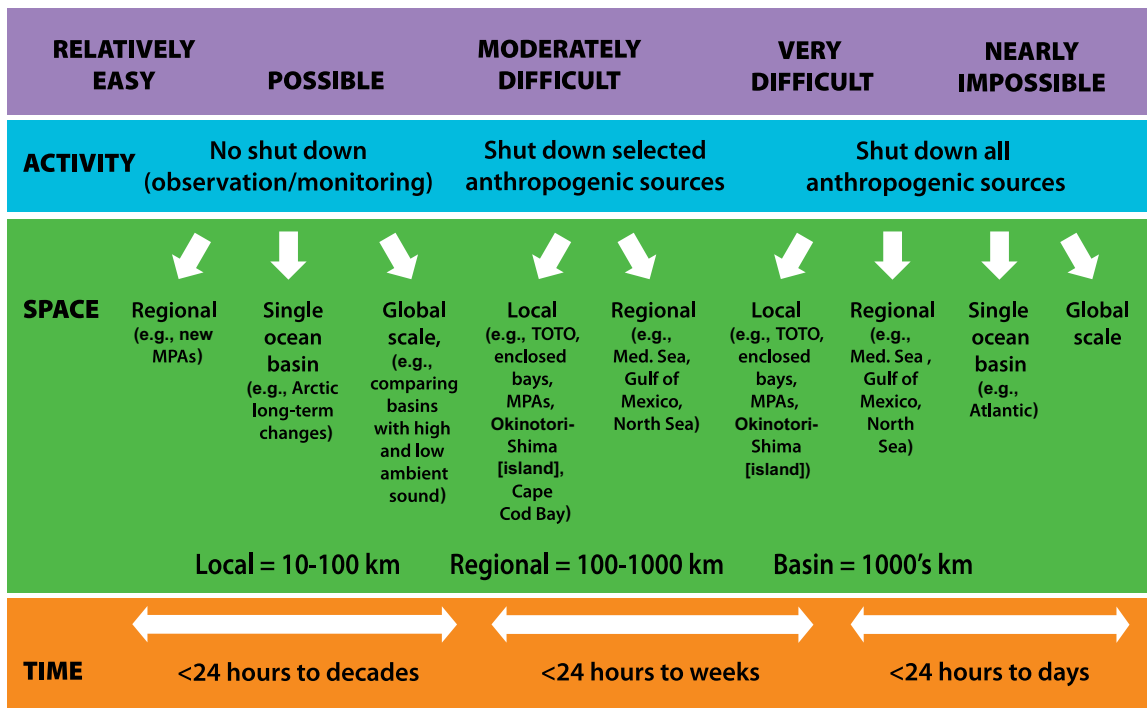 RELATIVELY
EASY
POSSIBLE
MODERATELY
DIFFICULT
VERY
DIFFICULT
NEARLY
IMPOSSIBLE
ACTIVITY
No shut down
(observation/monitoring)
Shut down selected
anthropogenic sources
Shut down all
anthropogenic sources
SPACE
Regional
(e.g., new
MPAs)
Single
ocean
basin
(e.g., Arctic
long-term
changes)
Global
scale,
(e.g.,
comparing
basins
with high
and low
ambient
sound)
Local
(e.g., TOTO,
enclosed
bays,
MPAs,
Okinotori-
Shima
[island],
Cape
Cod Bay)
Regional
(e.g.,
Med. Sea,
Gulf of
Mexico,
North Sea)
Local
(e.g., TOTO,
enclosed
bays,
MPAs,
Okinotori-
Shima
[island])
Regional
(e.g.,
Med. Sea ,
Gulf of
Mexico,
North
Sea)
Single
ocean
basin
(e.g.,
Atlantic)
Global
scale
Local = 10-100 km
Regional = 100-1000 km
Basin = 1000's km
TIME
<24 hours to decades
<24 hours to weeks
<24 hours to days